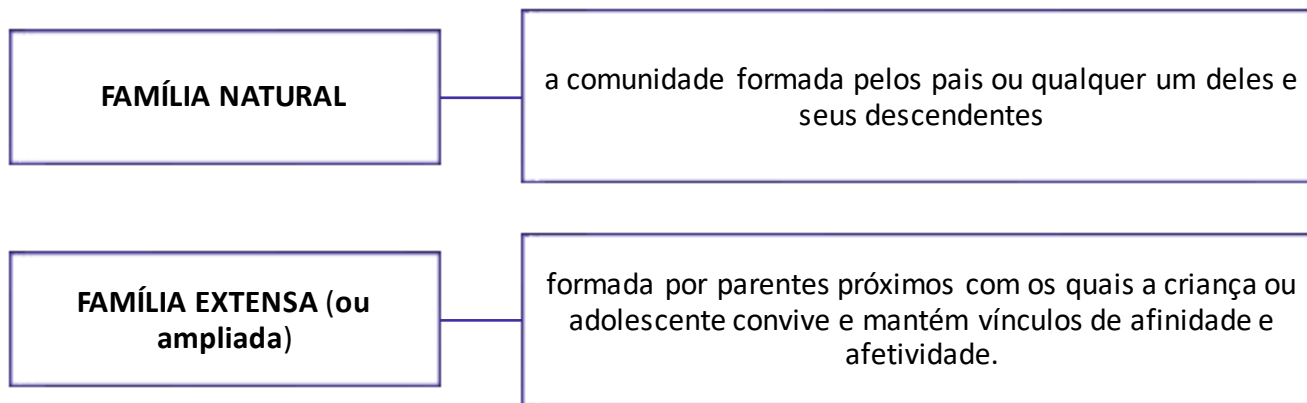 FAMÍLIA NATURAL
a comunidade formada pelos pais ou qualquer um deles e
seus descendentes
FAMÍLIA EXTENSA (ou
ampliada)
formada por parentes próximos com os quais a criança ou
adolescente convive e mantém vínculos de afinidade e
afetividade.